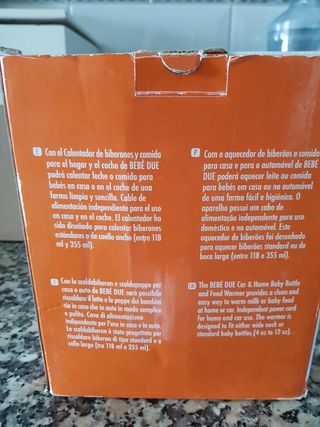 E
Con el Calentador de biberones y comida
para el hogar y el coche de BEBÉ DUE
podrá calentar leche o comida para
bebés en casa o en el coche de una
forma limpia y sencilla. Cable de
alimentación independiente para el uso
en casa y en el coche. El calentador ha
sido diseñado para calentar biberones
estándares o de cuello ancho (entre 118
ml y 355 ml).
P
Com o aquecedor de biberões e comida
para casa e para o automóvel do BEBÉ
DUE poderá aquecer leite ou comida
para bebés em casa ou no automóvel
de uma forma fácil e higiénica. O
aparelho possui um cabo de
alimentação independente para uso
doméstico e no automóvel. Este
aquecedor de biberões foi desenhado
para aquecer biberões standard ou de
boca larga (entre 118 e 355 ml).
I
Con lo scaldabiberon e scaldapappe per
casa e auto de BEBÉ DUE sarà possibile
riscaldare il latte e la pappa dei bambini
sia in casa che in auto in modo semplice
e pulito. Cavo di alimentazione
indipendente per l'uso in casa e in auto.
Lo scaldabiberon è stato progettato per
riscaldare biberon di tipo standard o a
collo largo (tra 118 ml e 355 ml).
UK
The BEBÉ DUE Car & Home Baby Bottle
and Food Warmer provides a clean and
easy way to warm milk or baby food
at home or car. Independent power cord
for home and car use. The warmer is
designed to fit either wide neck or
standard baby bottles (4 oz to 12 oz).